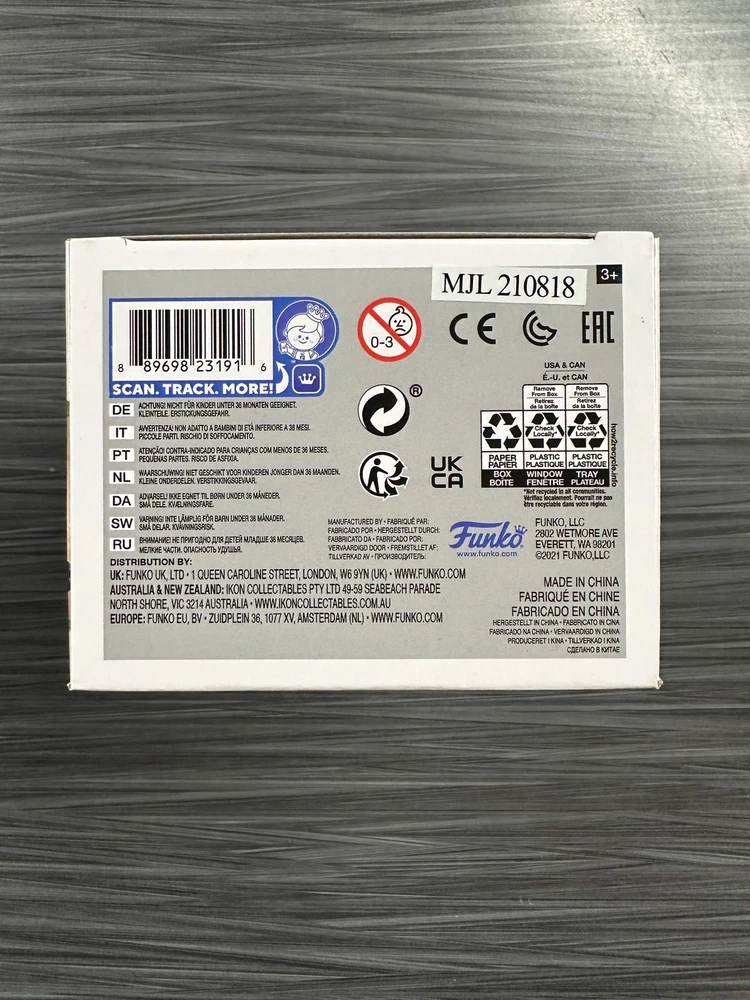 MJL 210818
3+
8 89698 23191 6
SCAN. TRACK. MORE!
0-3
CE
EAC
®
UK
CA
USA & CAN
É.-U. et CAN
Remove From Box
Retirez de la boîte
Remove From Box
Retirez de la boîte
Check Locally*
Check Locally*
PAPER
PAPIER
PLASTIC
PLASTIQUE
PLASTIC
PLASTIQUE
BOX
BOÎTE
WINDOW
FENÊTRE
TRAY
PLATEAU
*Not recycled in all communities.
Vérifiez localement. Pourrait ne pas
être recyclable dans votre région.
how2recycle.info
DE ACHTUNG! NICHT FÜR KINDER UNTER 36 MONATEN GEEIGNET.
KLEINTEILE. ERSTICKUNGSGEFAHR.
IT AVVERTENZA! NON ADATTO A BAMBINI DI ETÀ INFERIORE A 36 MESI.
PICCOLE PARTI. RISCHIO DI SOFFOCAMENTO.
PT ATENÇÃO! CONTRA-INDICADO PARA CRIANÇAS COM MENOS DE 36 MESES.
PEQUENAS PARTES. RISCO DE ASFIXIA.
NL WAARSCHUWING! NIET GESCHIKT VOOR KINDEREN JONGER DAN 36 MAANDEN.
KLEINE ONDERDELEN. VERSTIKKINGSGEVAAR.
DA ADVARSEL! IKKE EGNET TIL BØRN UNDER 36 MÅNEDER.
SMÅ DELE. KVÆLNINGSFARE.
SW VARNING! INTE LÄMPLIG FÖR BARN UNDER 36 MÅNADER.
SMÅ DELAR. KVÄVNINGSRISK.
RU ВНИМАНИЕ! НЕ ПРИГОДНО ДЛЯ ДЕТЕЙ МЛАДШЕ 36 МЕСЯЦЕВ.
МЕЛКИЕ ЧАСТИ. ОПАСНОСТЬ УДУШЬЯ.
MANUFACTURED BY • FABRIQUÉ PAR:
FABRICADO POR • HERGESTELLT DURCH:
FABBRICATO DA • FABRICADO POR:
VERVAARDIGD DOOR • FREMSTILLET AF:
TILLVERKAD AV • ПРОИЗВОДИТЕЛЬ:
Funko
www.funko.com
FUNKO, LLC
2802 WETMORE AVE
EVERETT, WA 98201
©2021 FUNKO,LLC
DISTRIBUTION BY:
UK: FUNKO UK, LTD • 1 QUEEN CAROLINE STREET, LONDON, W6 9YN (UK) • WWW.FUNKO.COM
AUSTRALIA & NEW ZEALAND: IKON COLLECTABLES PTY LTD 49-59 SEABEACH PARADE
NORTH SHORE, VIC 3214 AUSTRALIA • WWW.IKONCOLLECTABLES.COM.AU
EUROPE: FUNKO EU, BV • ZUIDPLEIN 36, 1077 XV, AMSTERDAM (NL) • WWW.FUNKO.COM
MADE IN CHINA
FABRIQUÉ EN CHINE
FABRICADO EN CHINA
HERGESTELLT IN CHINA • FABBRICATO IN CINA
FABRICADO NA CHINA • VERVAARDIGD IN CHINA
PRODUCERET I KINA • TILLVERKAD I KINA
СДЕЛАНО В КИТАЕ